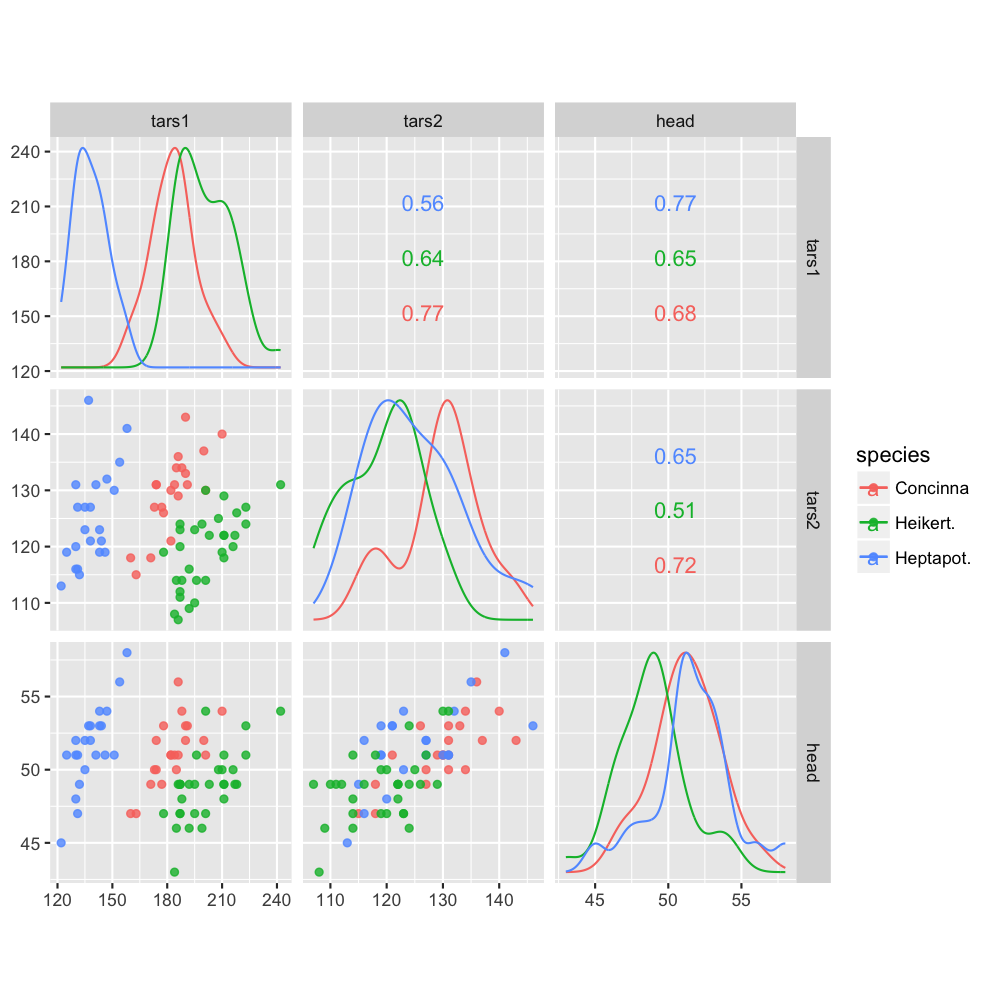 tars1 tars2 head
240
210
180
150
120
0.56
0.64
0.77
0.77
0.65
0.68
tars1
140
130
120
110
0.65
0.51
0.72
tars2
55
50
45
head
120 150 180 210 240
110 120 130 140
45 50 55
species
a Concinna
a Heikert.
a Heptapot.